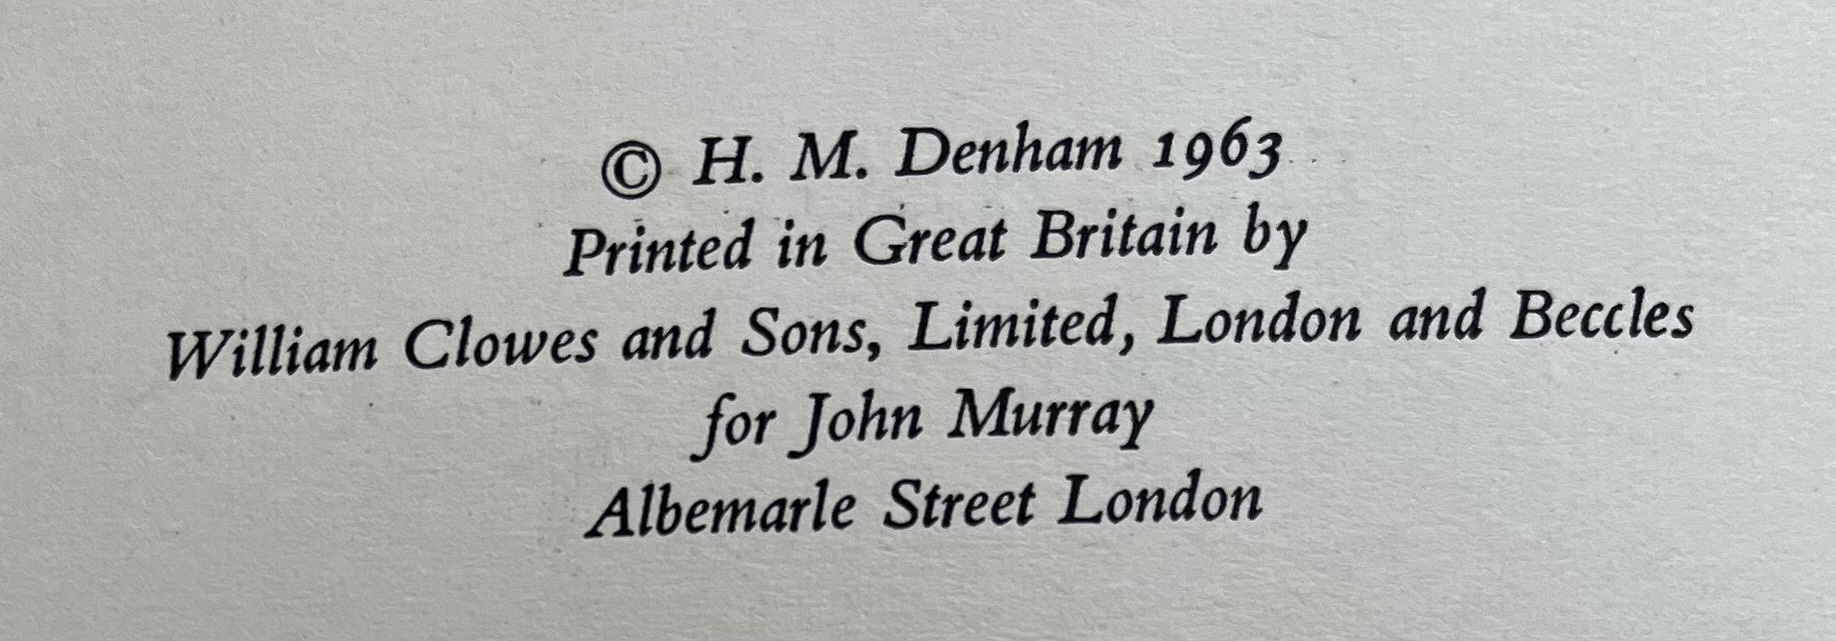 © H. M. Denham 1963
Printed in Great Britain by
William Clowes and Sons, Limited, London and Beccles
for John Murray
Albemarle Street London